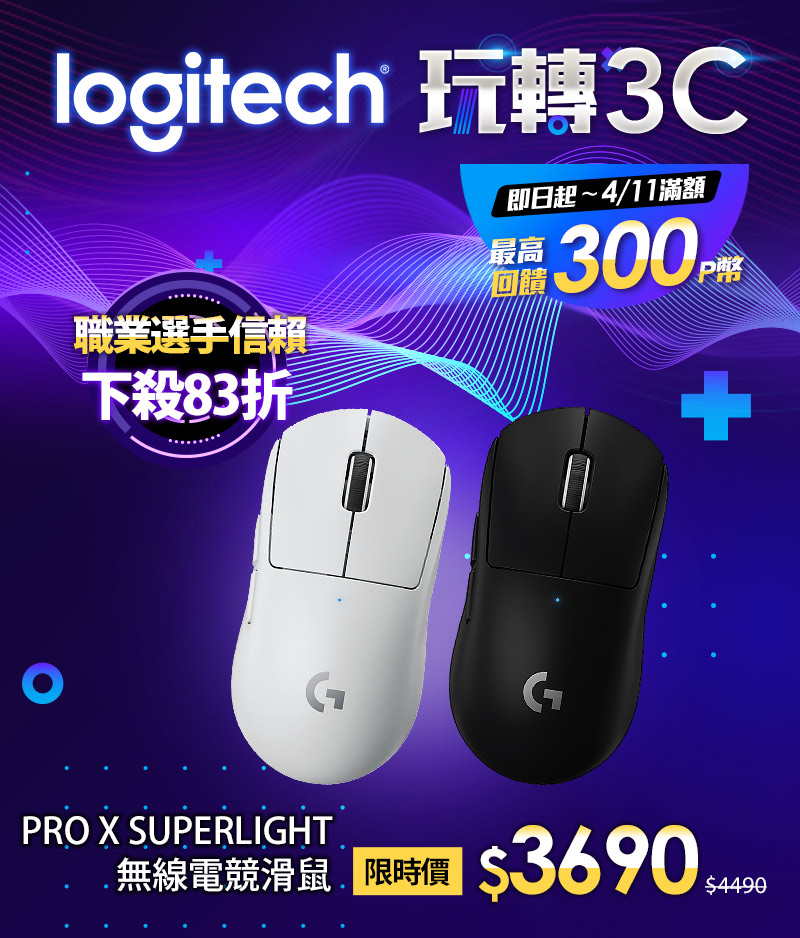 logitech® 玩轉3C
即日起~4/11滿額
最高
回饋 300 P幣
職業選手信賴
下殺83折
G G
PRO X SUPERLIGHT
無線電競滑鼠 限時價 $3690 $4490